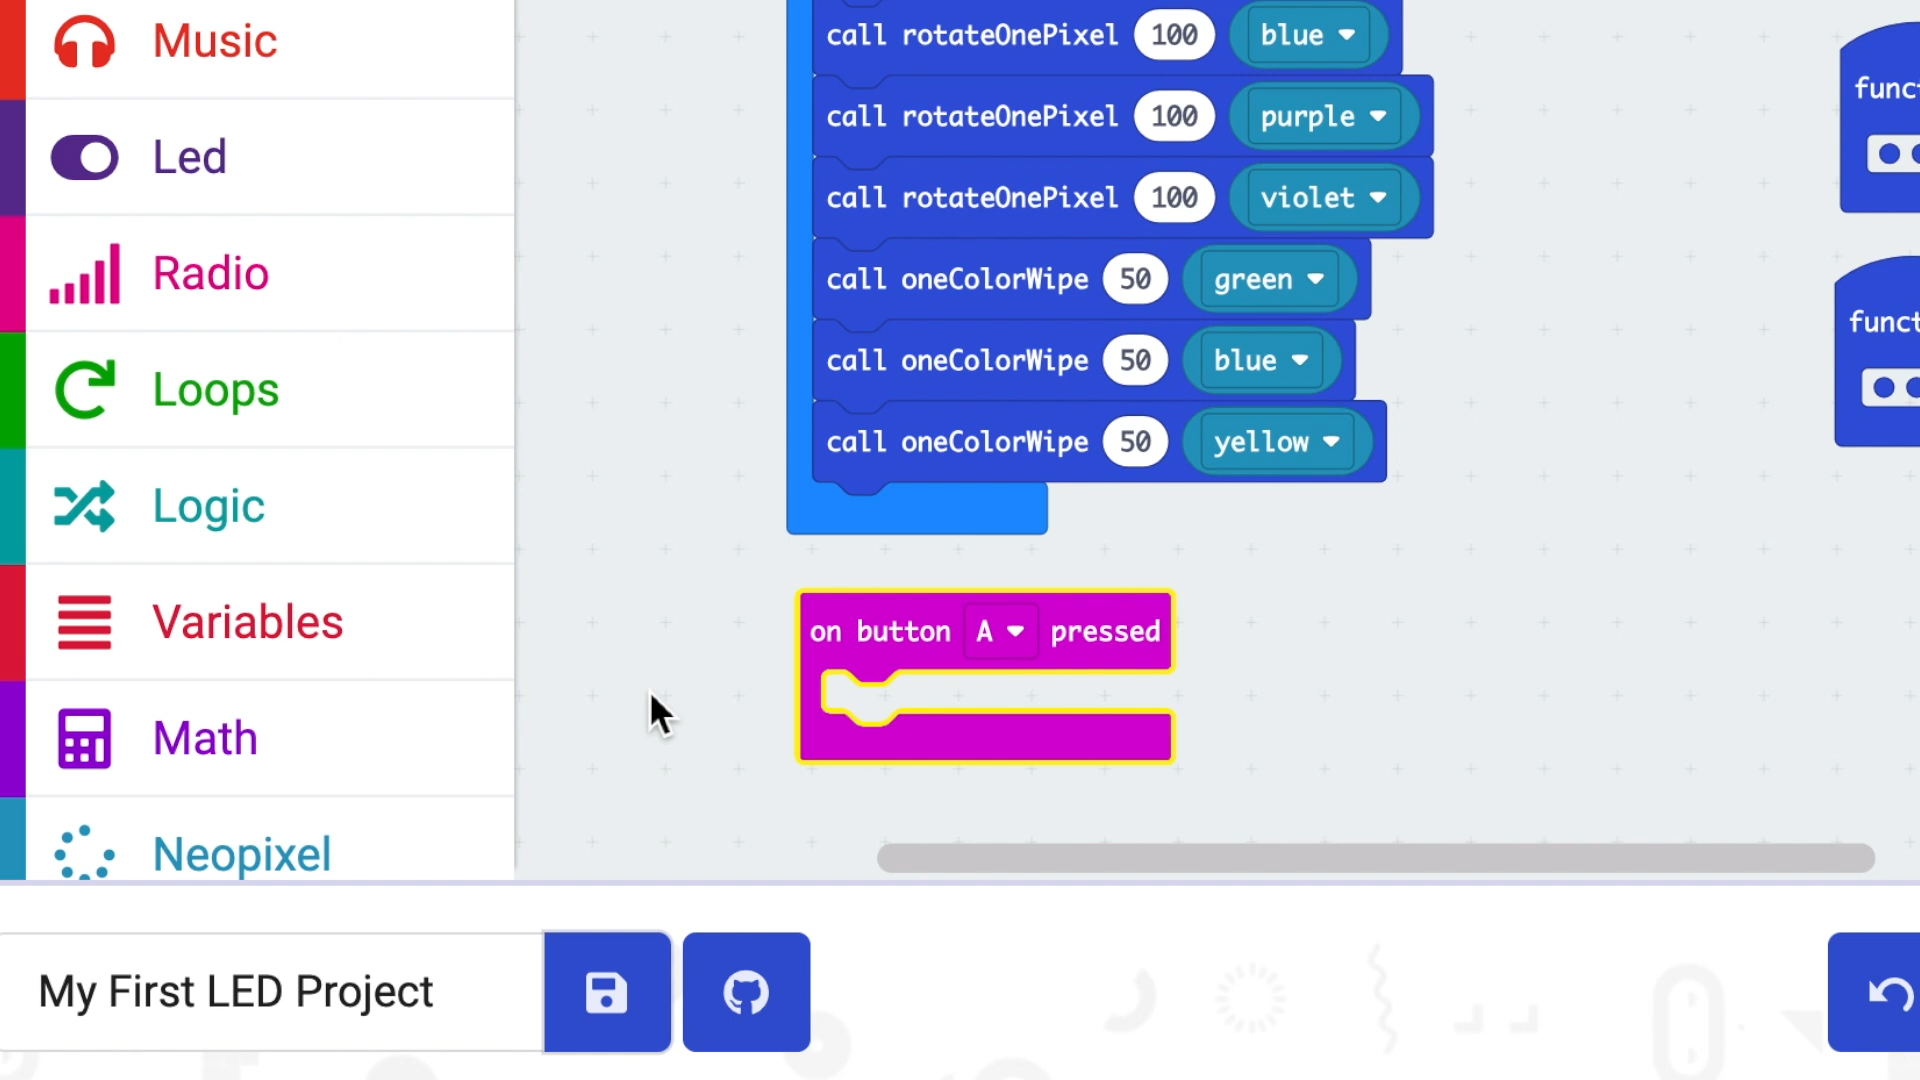 Music
Led
Radio
Loops
Logic
Variables
Math
Neopixel
call rotateOnePixel 100 blue
call rotateOnePixel 100 purple
call rotateOnePixel 100 violet
call oneColorWipe 50 green
call oneColorWipe 50 blue
call oneColorWipe 50 yellow
on button A pressed
funct
funct
My First LED Project